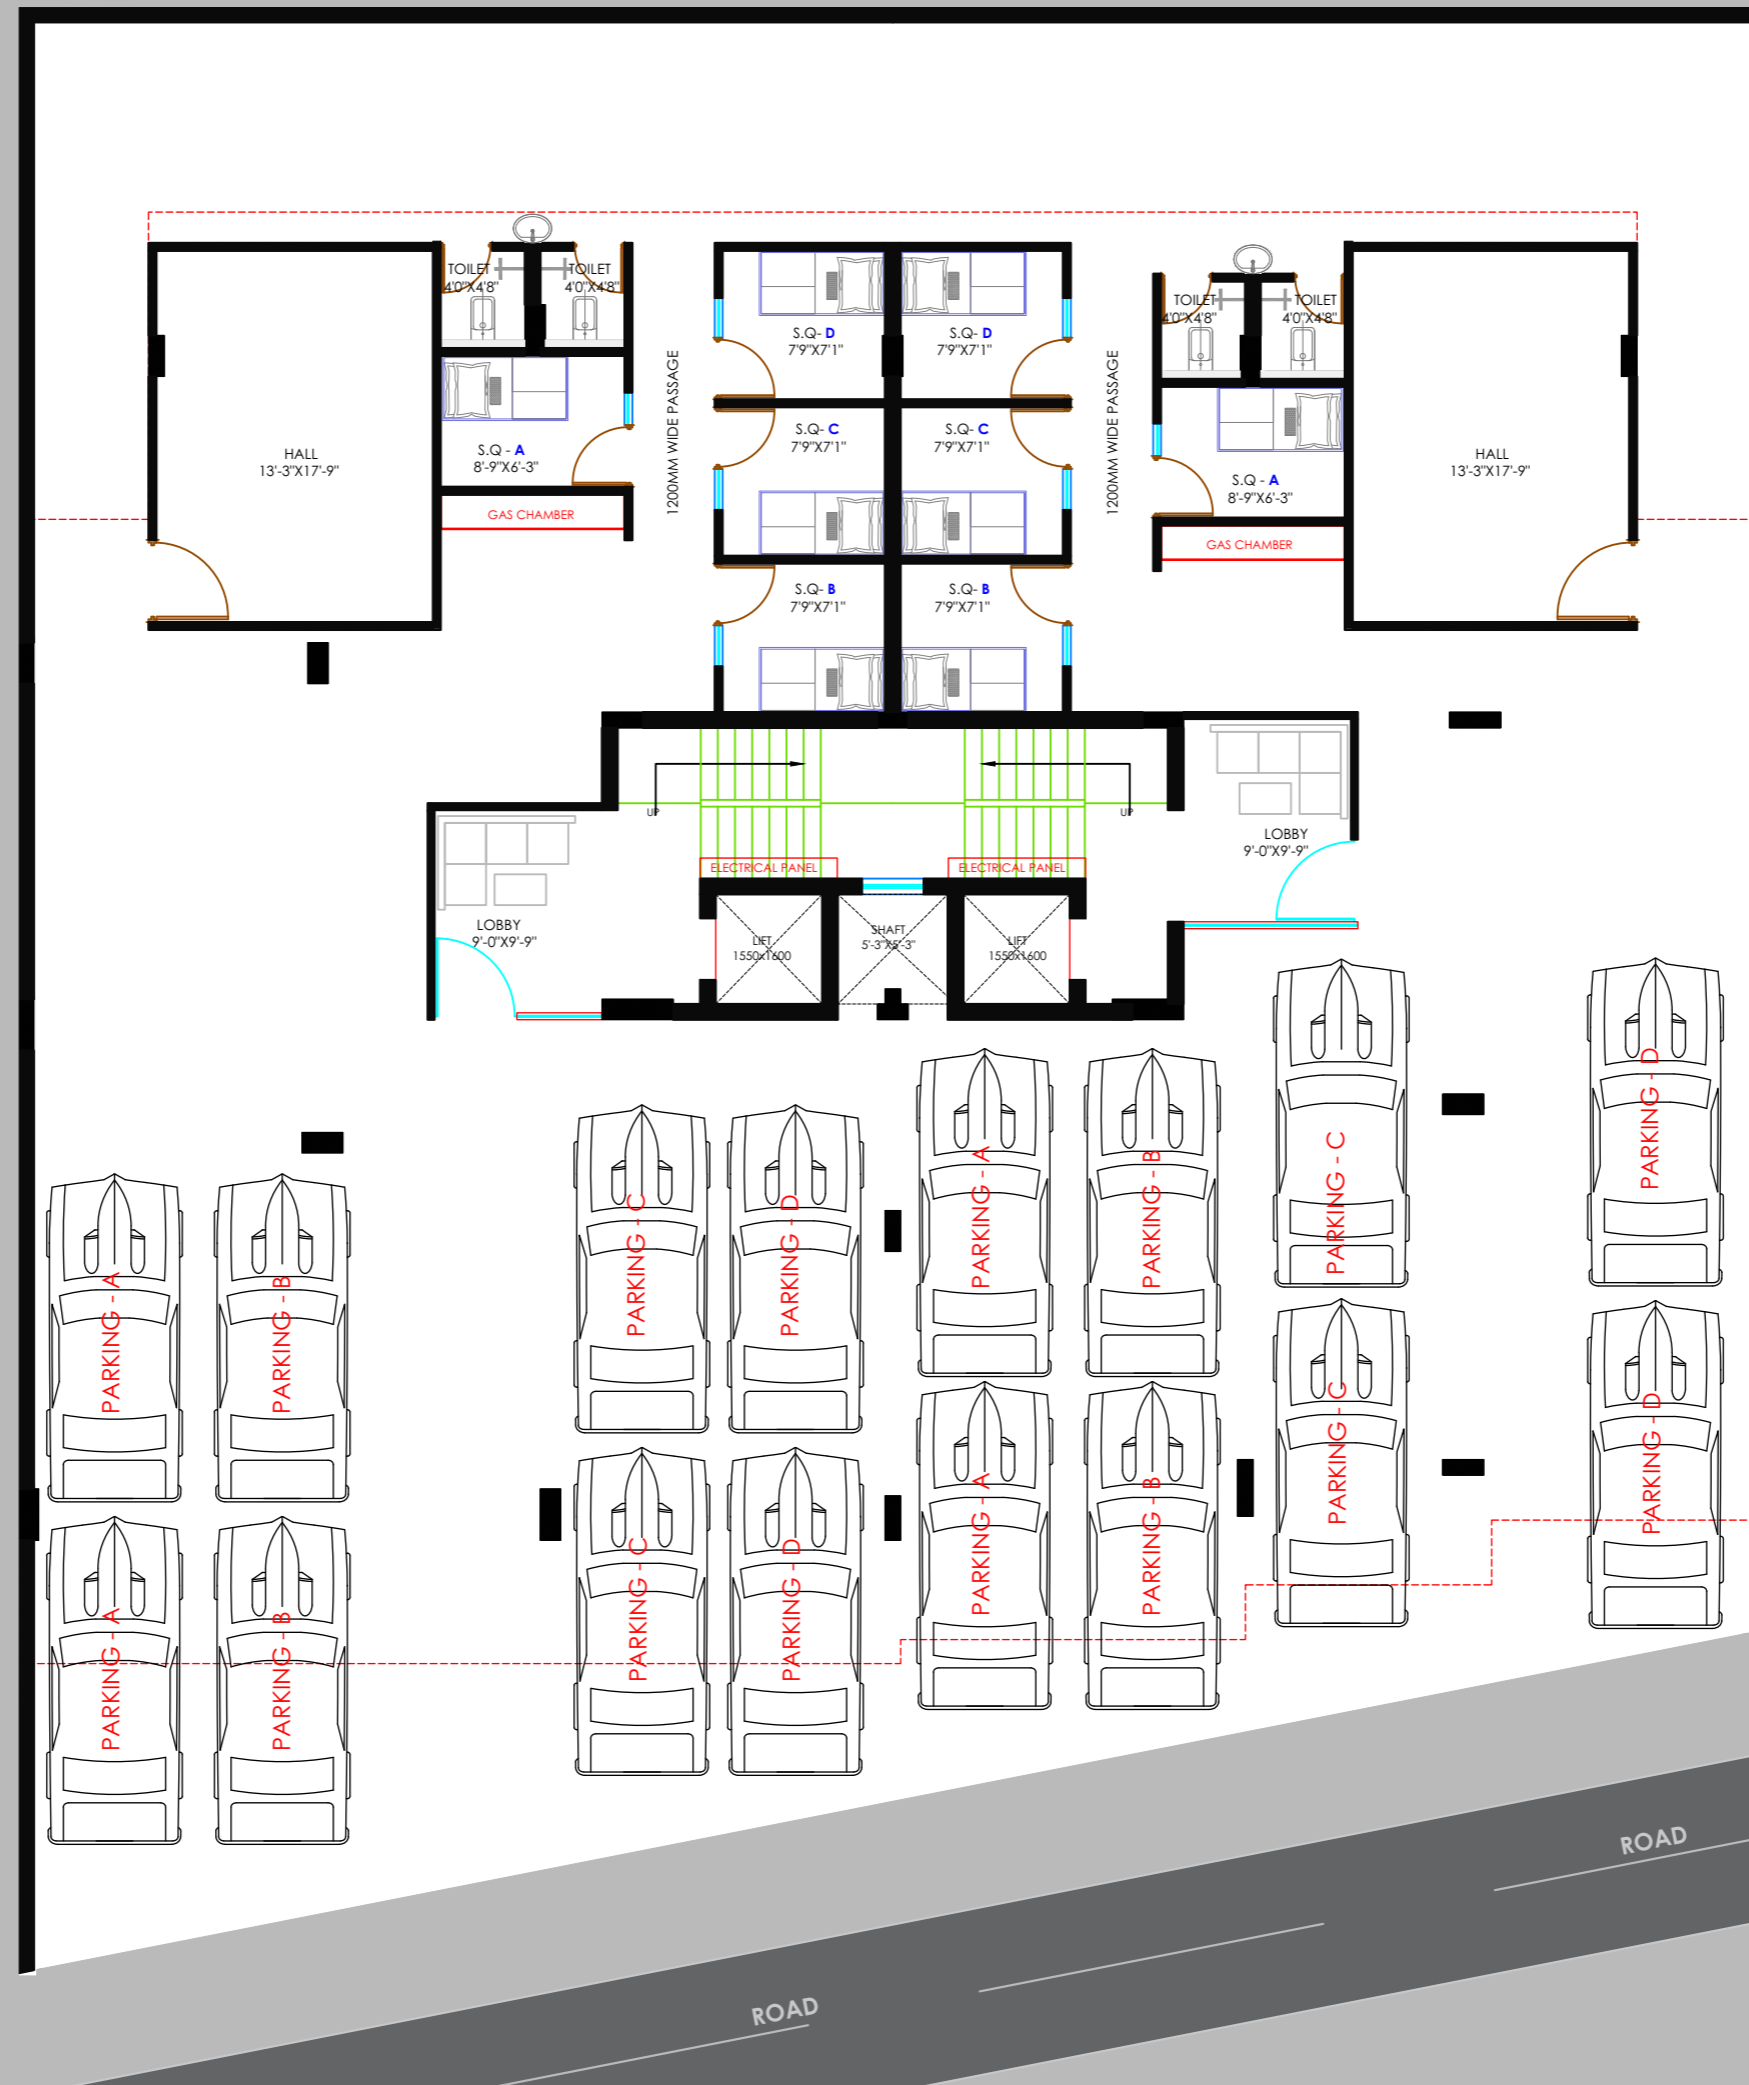 TOILET
4'0"X4'8"
TOILET
4'0"X4'8"
TOILET
4'0"X4'8"
TOILET
4'0"X4'8"
S.Q- D
7'9"X7'1"
S.Q- D
7'9"X7'1"
1200MM WIDE PASSAGE
1200MM WIDE PASSAGE
HALL
13'-3"X17'-9"
S.Q - A
8'-9"X6'-3"
S.Q- C
7'9"X7'1"
S.Q- C
7'9"X7'1"
S.Q - A
8'-9"X6'-3"
HALL
13'-3"X17'-9"
GAS CHAMBER
GAS CHAMBER
S.Q- B
7'9"X7'1"
S.Q- B
7'9"X7'1"
UP
UP
LOBBY
9'-0"X9'-9"
ELECTRICAL PANEL
ELECTRICAL PANEL
LOBBY
9'-0"X9'-9"
LIFT
1550x1600
SHAFT
5'-3"X5'-3"
LIFT
1550x1600
PARKING - A
PARKING - B
PARKING - C
PARKING - D
PARKING - A
PARKING - B
PARKING - C
PARKING - D
PARKING - A
PARKING - B
PARKING - C
PARKING - D
PARKING - A
PARKING - B
PARKING - C
PARKING - D
ROAD
ROAD